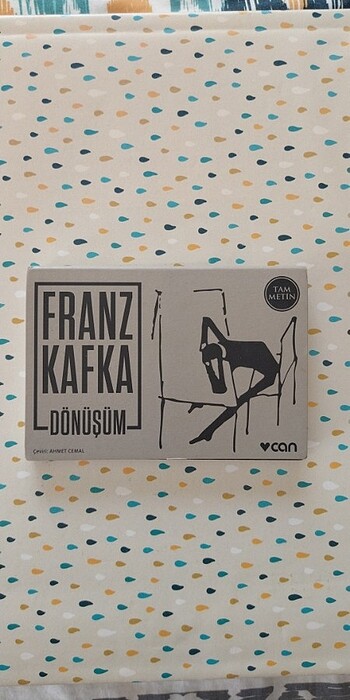 FRANZ
KAFKA
DÖNÜŞÜM
Çeviri: AHMET CEMAL
TAM
METİN
can